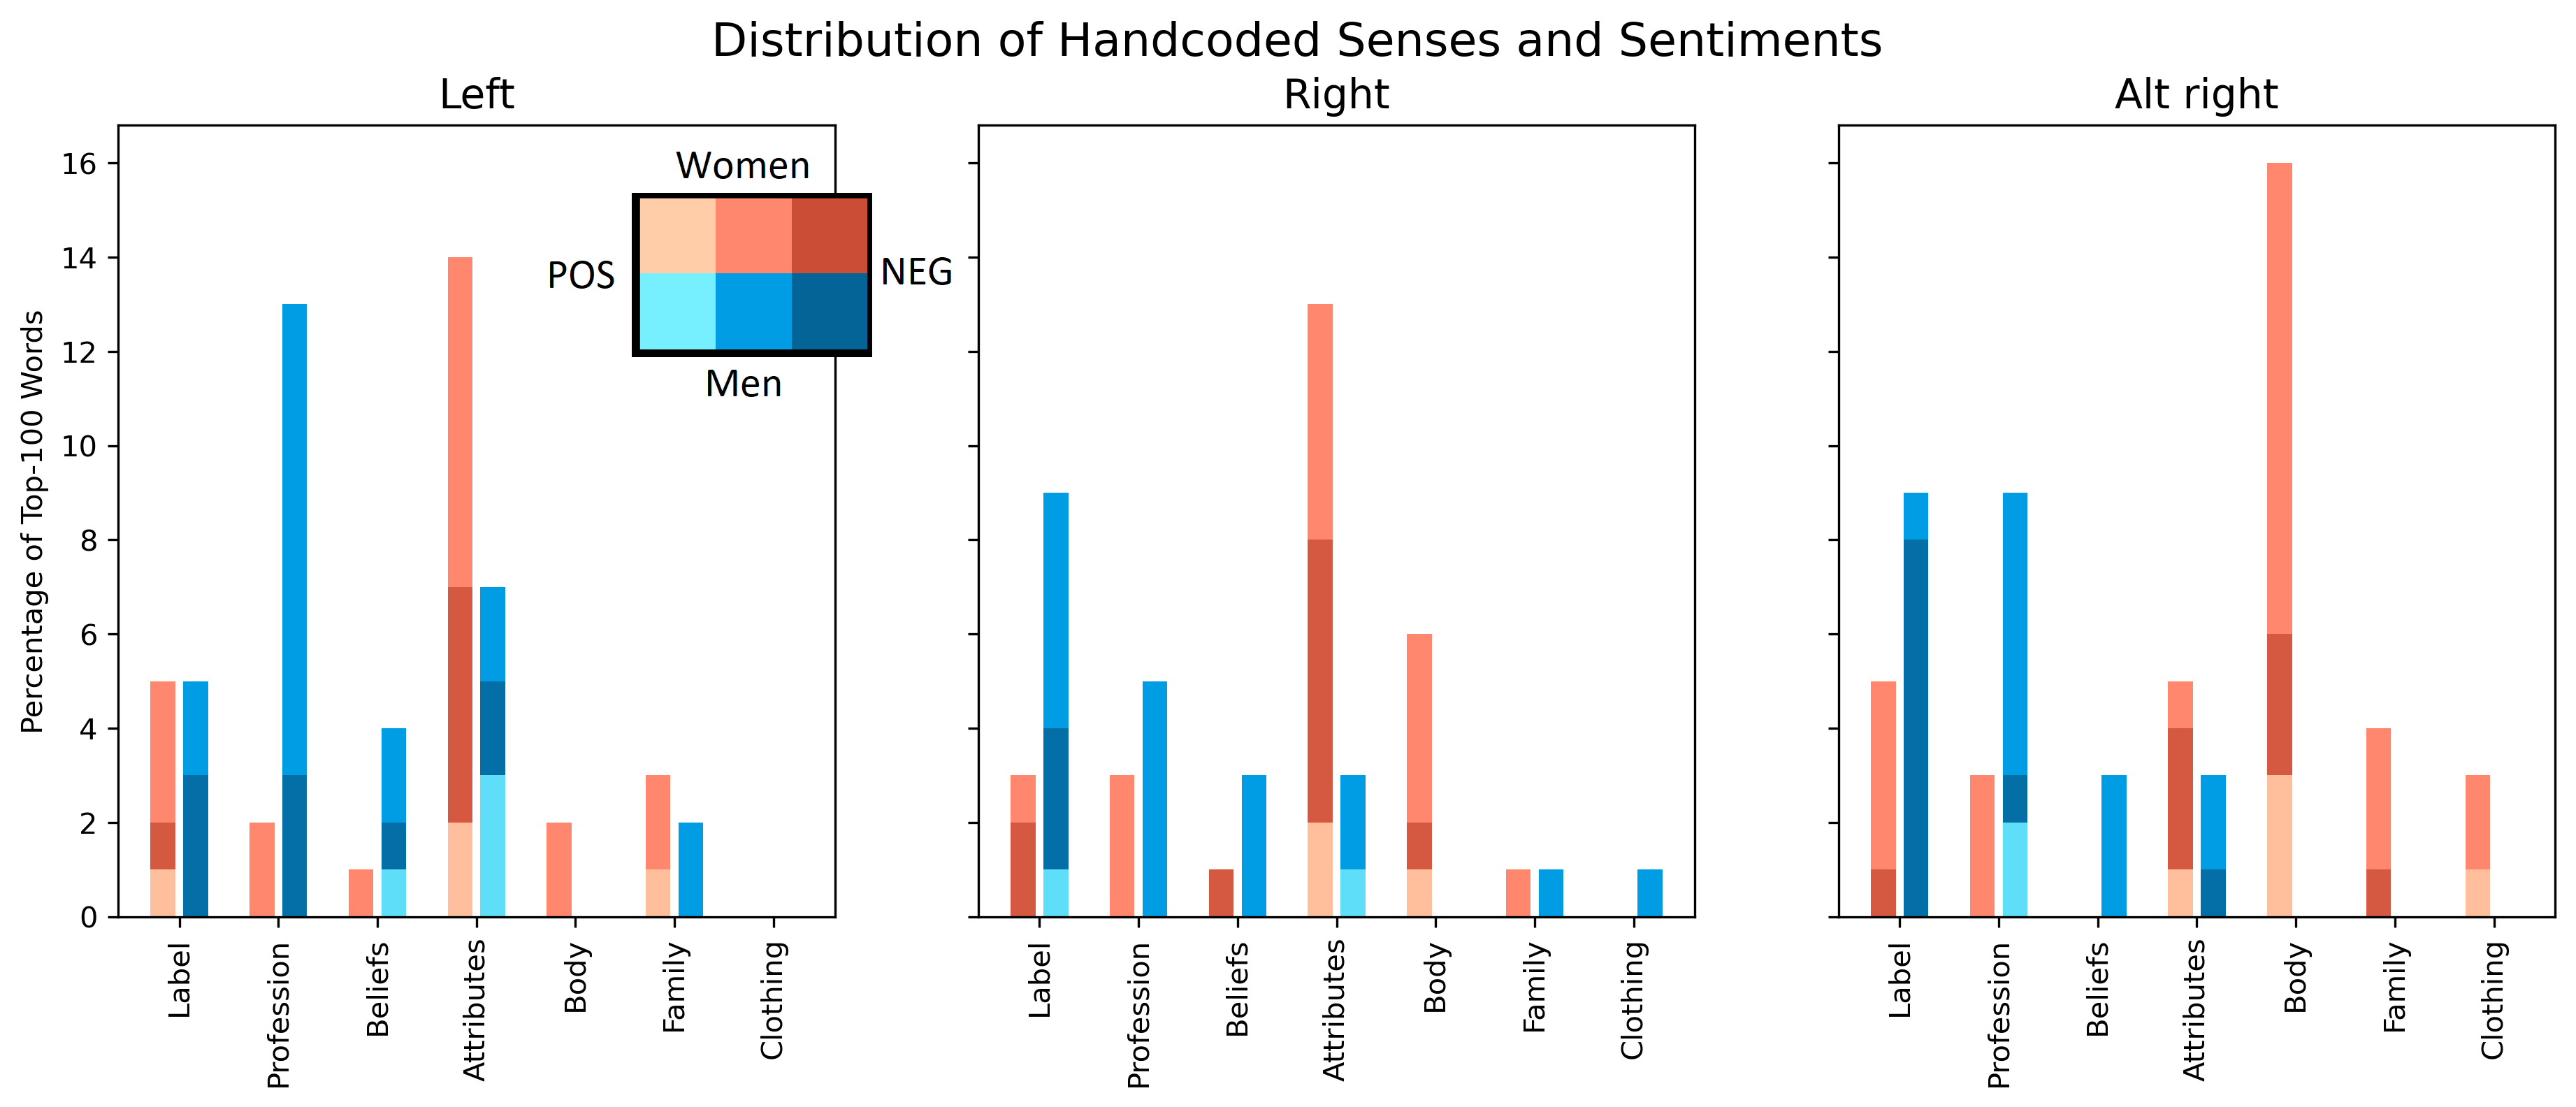 Distribution of Handcoded Senses and Sentiments
Left
Right
Alt right
Percentage of Top-100 Words
16
14
12
10
8
6
4
2
0
Women
POS
NEG
Men
Label
Profession
Beliefs
Attributes
Body
Family
Clothing
Label
Profession
Beliefs
Attributes
Body
Family
Clothing
Label
Profession
Beliefs
Attributes
Body
Family
Clothing